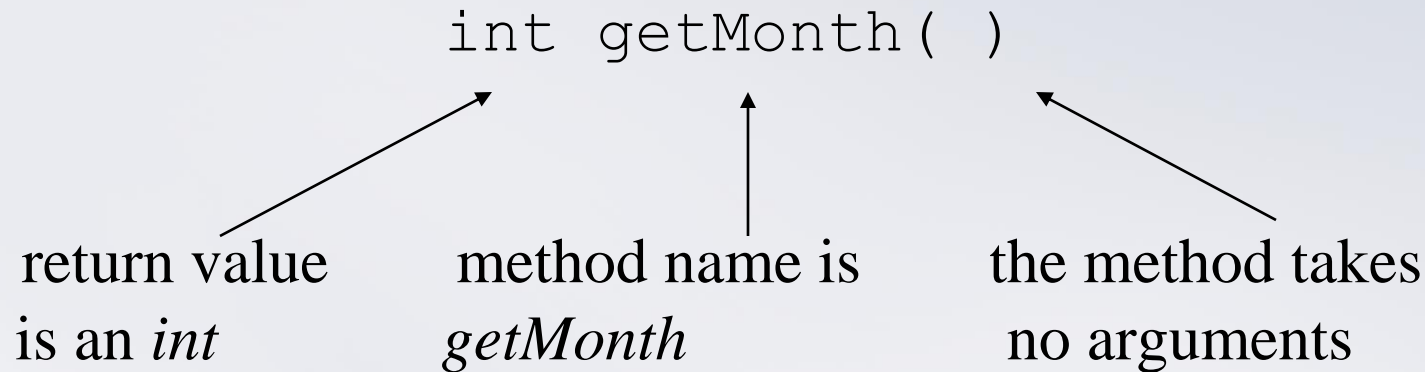 int getMonth( )
return value
is an int
method name is
getMonth
the method takes
no arguments